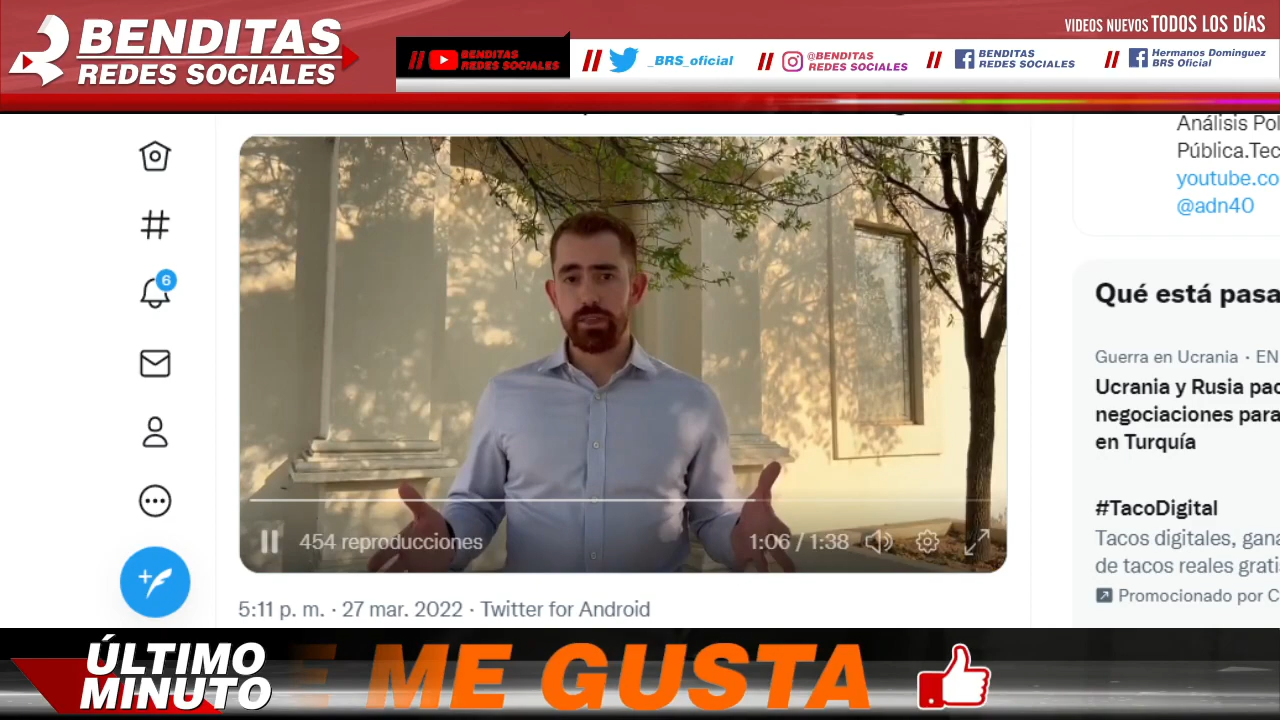 BENDITAS
REDES SOCIALES
VIDEOS NUEVOS TODOS LOS DÍAS
BENDITAS
REDES SOCIALES
_BRS_oficial
@BENDITAS
REDES SOCIALES
BENDITAS
REDES SOCIALES
Hermanos Dominguez
BRS Oficial
Análisis Pol
Pública.Tec
youtube.co
@adn40
6
Qué está pasa
Guerra en Ucrania · EN
Ucrania y Rusia pac
negociaciones para
en Turquía
#TacoDigital
Tacos digitales, gana
de tacos reales grati
Promocionado por C
454 reproducciones
1:06 / 1:38
5:11 p. m. · 27 mar. 2022 · Twitter for Android
ÚLTIMO
MINUTO
E ME GUSTA